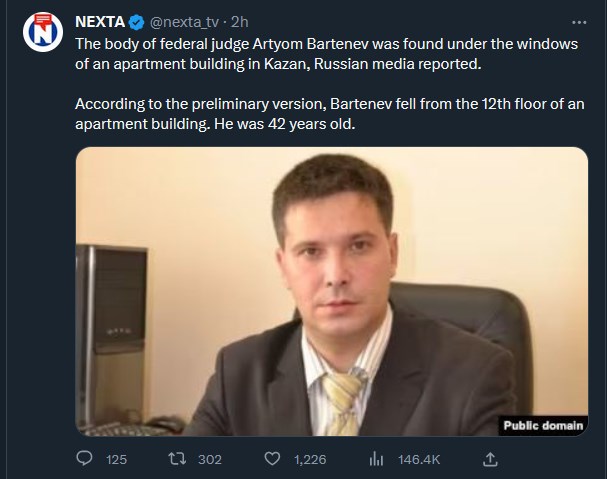 NEXTA @nexta_tv · 2h
The body of federal judge Artyom Bartenev was found under the windows
of an apartment building in Kazan, Russian media reported.
According to the preliminary version, Bartenev fell from the 12th floor of an
apartment building. He was 42 years old.
Public domain
125 302 1,226 146.4K